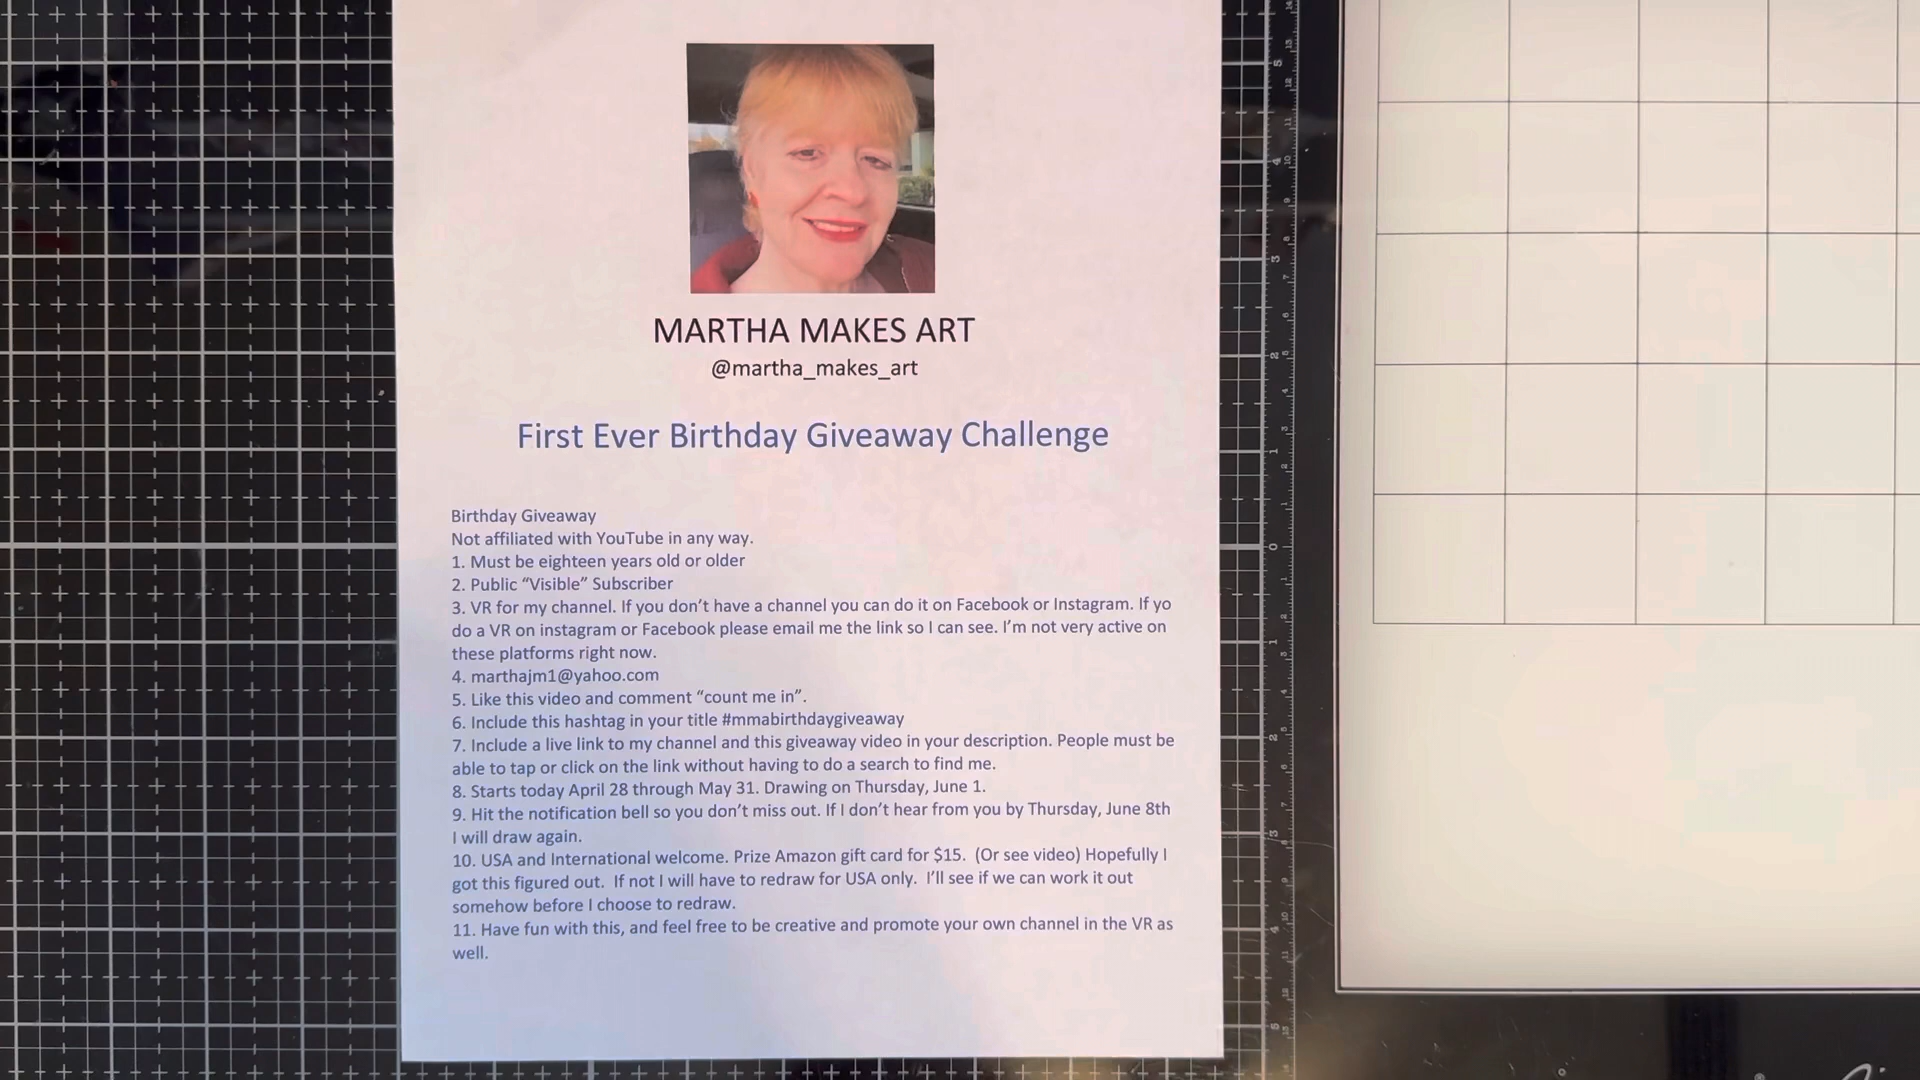 MARTHA MAKES ART
@martha_makes_art
First Ever Birthday Giveaway Challenge
Birthday Giveaway
Not affiliated with YouTube in any way.
1. Must be eighteen years old or older
2. Public “Visible” Subscriber
3. VR for my channel. If you don’t have a channel you can do it on Facebook or Instagram. If yo
do a VR on instagram or Facebook please email me the link so I can see. I’m not very active on
these platforms right now.
4. marthajm1@yahoo.com
5. Like this video and comment “count me in”.
6. Include this hashtag in your title #mmabirthdaygiveaway
7. Include a live link to my channel and this giveaway video in your description. People must be
able to tap or click on the link without having to do a search to find me.
8. Starts today April 28 through May 31. Drawing on Thursday, June 1.
9. Hit the notification bell so you don’t miss out. If I don’t hear from you by Thursday, June 8th
I will draw again.
10. USA and International welcome. Prize Amazon gift card for $15.  (Or see video) Hopefully I
got this figured out.  If not I will have to redraw for USA only.  I’ll see if we can work it out
somehow before I choose to redraw.
11. Have fun with this, and feel free to be creative and promote your own channel in the VR as
well.